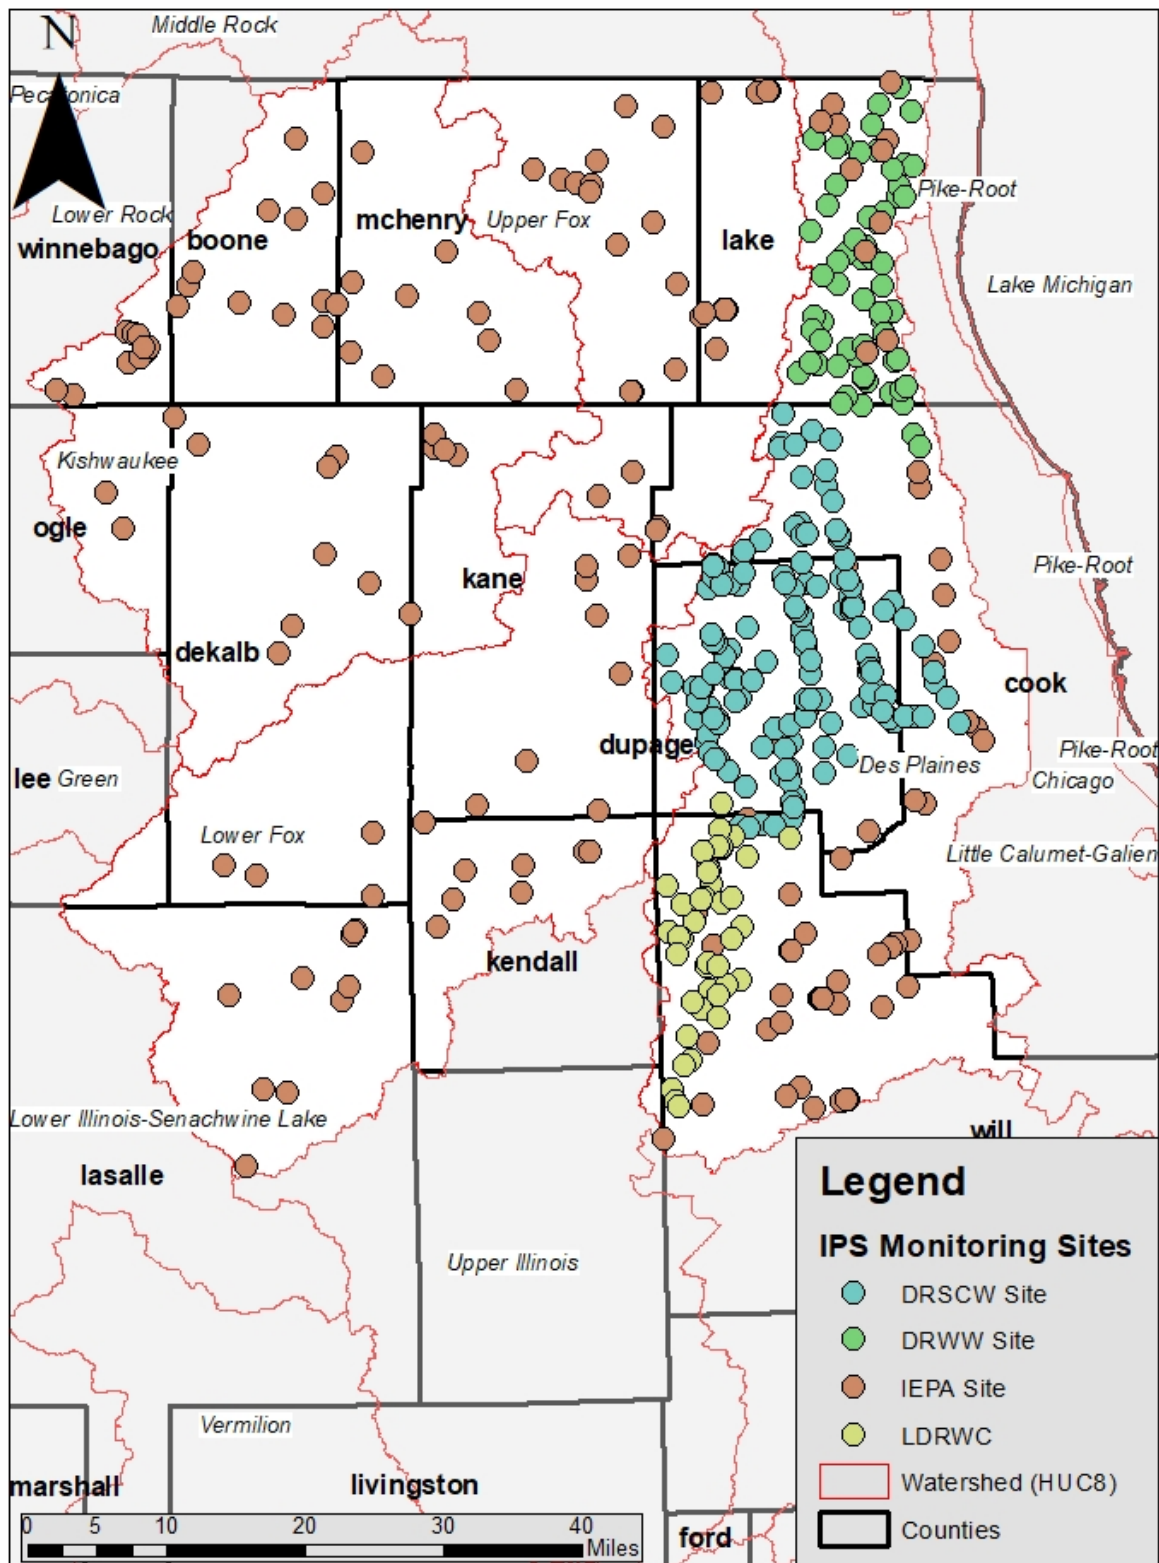 Middle Rock
N
Pecatonica
Lower Rock
winnebago
boone
mchenry
Upper Fox
lake
Pike-Root
Lake Michigan
Kishwaukee
ogle
kane
Pike-Root
dekalb
cook
dupage
Pike-Root
lee
Green
Des Plaines
Chicago
Lower Fox
Little Calumet-Galien
kendall
Lower Illinois-Senachwine Lake
will
lasalle
Upper Illinois
Vermilion
marshall
livingston
ford
0 5 10 20 30 40
Miles
Legend
IPS Monitoring Sites
DRSCW Site
DRWW Site
IEPA Site
LDRWC
Watershed (HUC8)
Counties